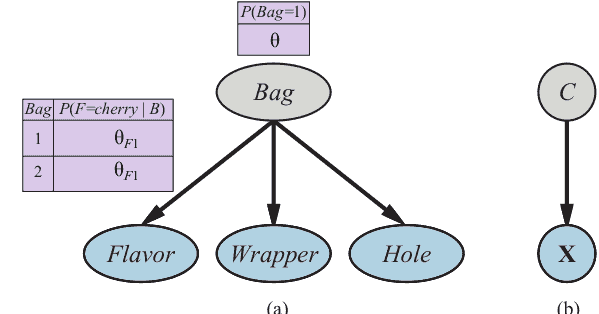 P(Bag=1)
θ
Bag
C
Bag P(F=cherry | B)
1 θF1
2 θF1
Flavor Wrapper Hole X
(a) (b)